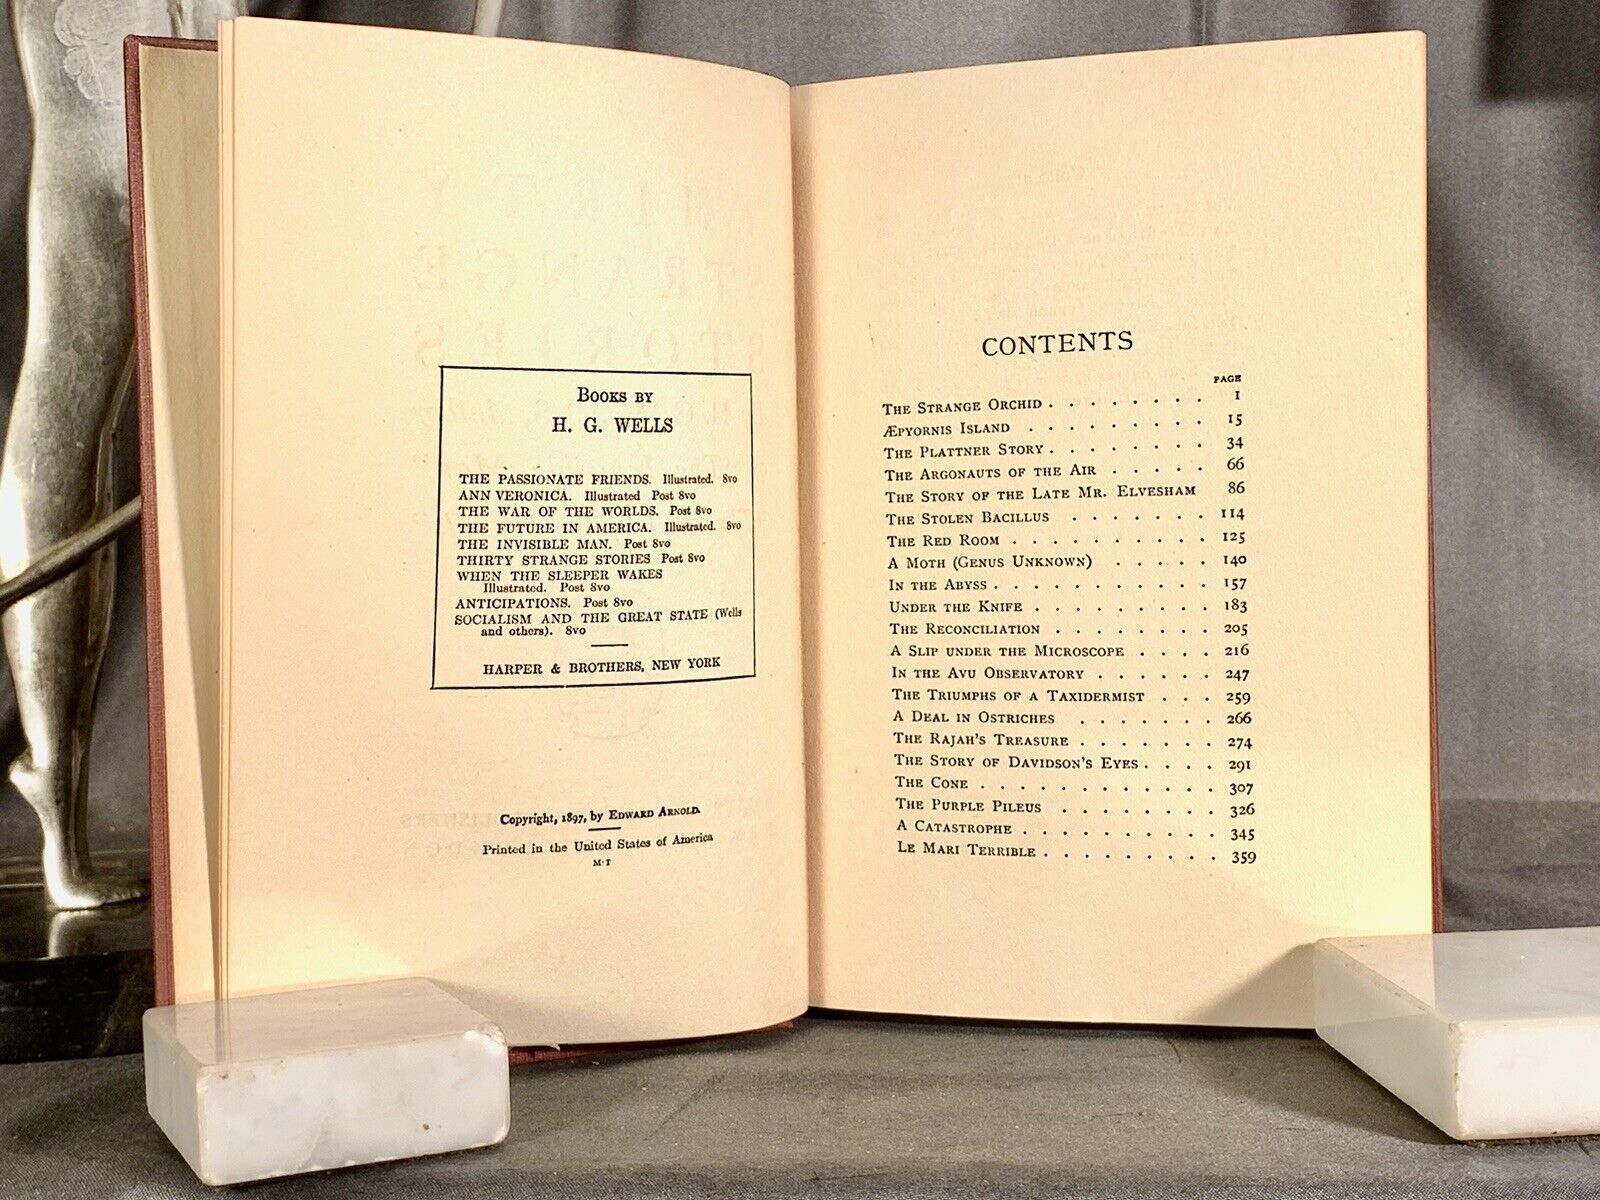 BOOKS BY
H. G. WELLS
THE PASSIONATE FRIENDS. Illustrated. 8vo
ANN VERONICA. Illustrated Post 8vo
THE WAR OF THE WORLDS. Post 8vo
THE FUTURE IN AMERICA. Illustrated. 8vo
THE INVISIBLE MAN. Post 8vo
THIRTY STRANGE STORIES Post 8vo
WHEN THE SLEEPER WAKES
Illustrated. Post 8vo
ANTICIPATIONS. Post 8vo
SOCIALISM AND THE GREAT STATE (Wells
and others). 8vo
HARPER & BROTHERS, NEW YORK
Copyright, 1897, by EDWARD ARNOLD.
Printed in the United States of America
M-T
CONTENTS
PAGE
THE STRANGE ORCHID . . . . . . . . 1
ÆPYORNIS ISLAND . . . . . . . . . 15
THE PLATTNER STORY . . . . . . . . 34
THE ARGONAUTS OF THE AIR . . . . . 66
THE STORY OF THE LATE MR. ELVESHAM 86
THE STOLEN BACILLUS . . . . . . . 114
THE RED ROOM . . . . . . . . . . 125
A MOTH (GENUS UNKNOWN) . . . . . 140
IN THE ABYSS . . . . . . . . . . . 157
UNDER THE KNIFE . . . . . . . . . 183
THE RECONCILIATION . . . . . . . . 205
A SLIP UNDER THE MICROSCOPE . . . . 216
IN THE AVU OBSERVATORY . . . . . . 247
THE TRIUMPHS OF A TAXIDERMIST . . . 259
A DEAL IN OSTRICHES . . . . . . . 266
THE RAJAH'S TREASURE . . . . . . . 274
THE STORY OF DAVIDSON'S EYES . . . . 291
THE CONE . . . . . . . . . . . . 307
THE PURPLE PILEUS . . . . . . . 326
A CATASTROPHE . . . . . . . . . . 345
LE MARI TERRIBLE . . . . . . . . . 359